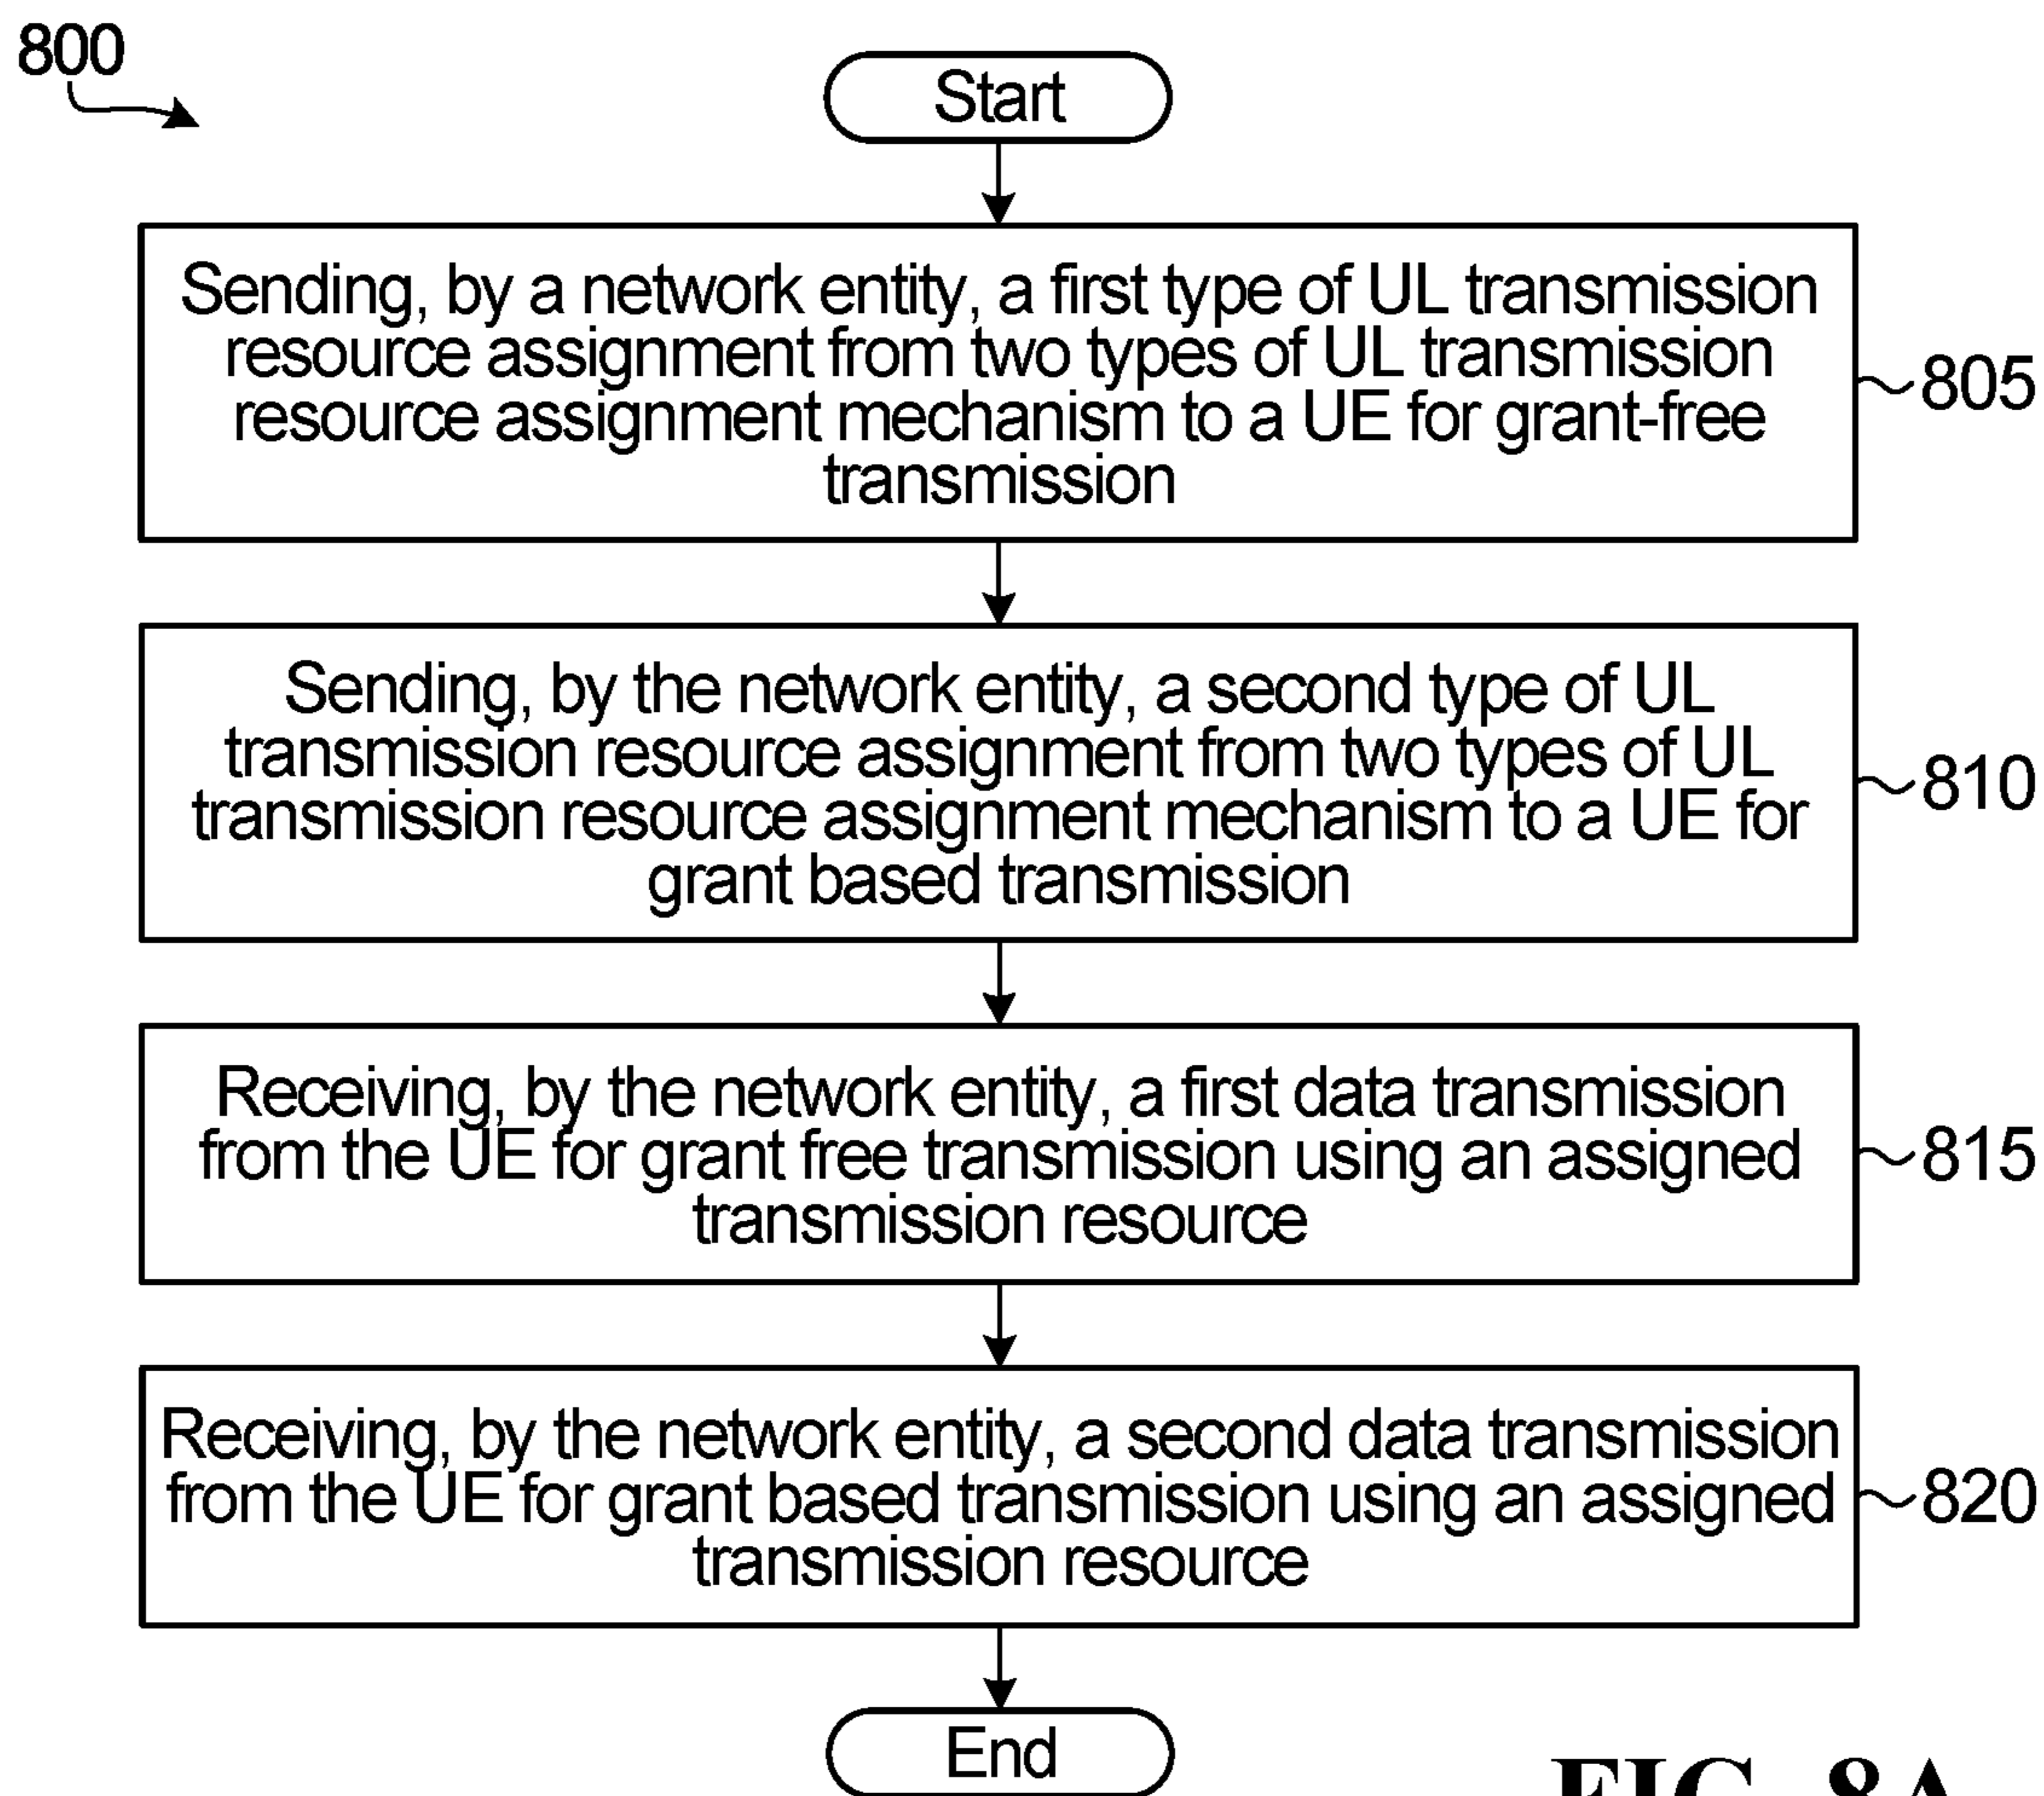 800
Start
Sending, by a network entity, a first type of UL transmission
resource assignment from two types of UL transmission
resource assignment mechanism to a UE for grant-free
transmission
805
Sending, by the network entity, a second type of UL
transmission resource assignment from two types of UL
transmission resource assignment mechanism to a UE for
grant based transmission
810
Receiving, by the network entity, a first data transmission
from the UE for grant free transmission using an assigned
transmission resource
815
Receiving, by the network entity, a second data transmission
from the UE for grant based transmission using an assigned
transmission resource
820
End
FIG. 8A